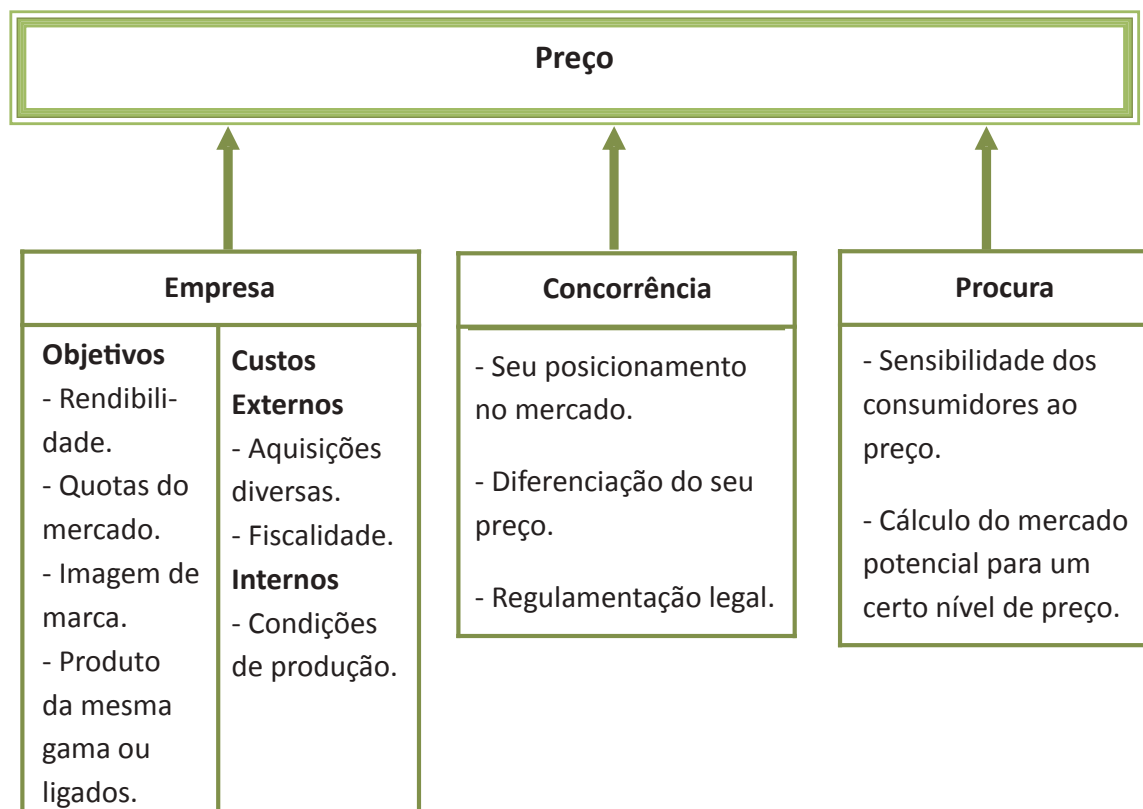 Preço
Empresa
Objetivos
- Rendibili-
dade.
- Quotas do
mercado.
- Imagem de
marca.
- Produto
da mesma
gama ou
ligados.
Custos
Externos
- Aquisições
diversas.
- Fiscalidade.
Internos
- Condições
de produção.
Concorrência
- Seu posicionamento
no mercado.
- Diferenciação do seu
preço.
- Regulamentação legal.
Procura
- Sensibilidade dos
consumidores ao
preço.
- Cálculo do mercado
potencial para um
certo nível de preço.